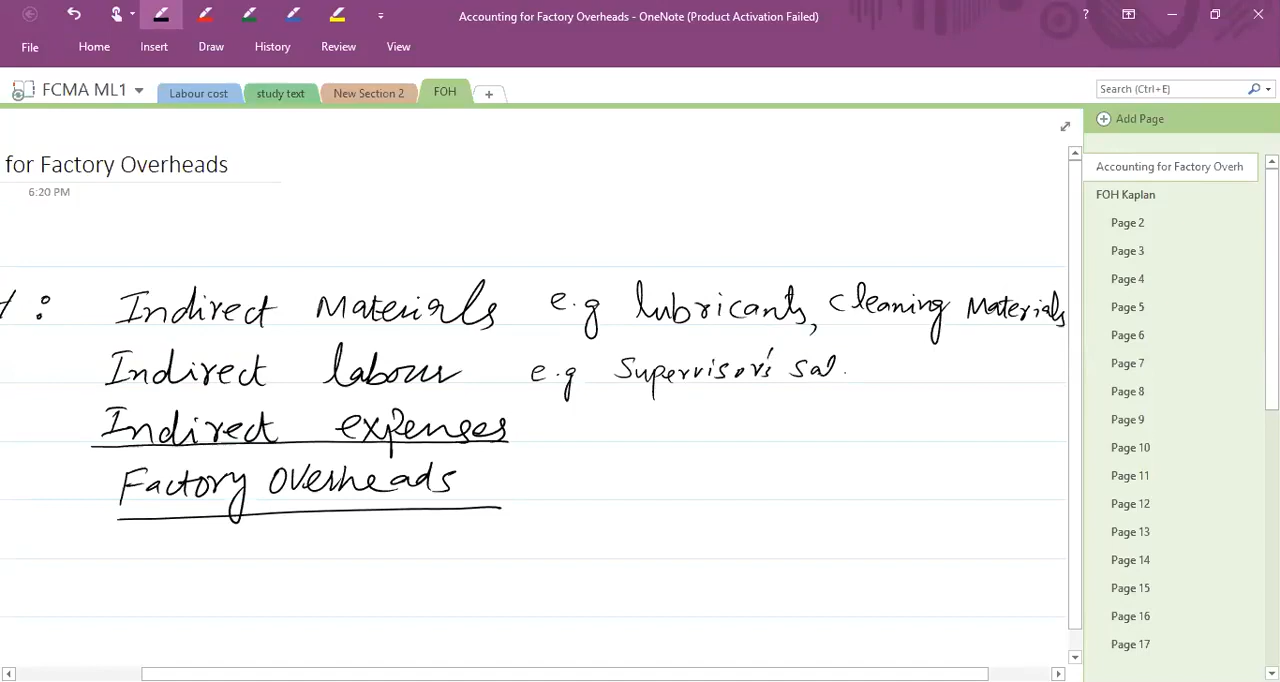 Accounting for Factory Overheads - OneNote (Product Activation Failed)
?
File Home Insert Draw History Review View
FCMA ML1 Labour cost study text New Section 2 FOH +
Search (Ctrl+E)
Add Page
for Factory Overheads
6:20 PM
Accounting for Factory Overh
FOH Kaplan
Page 2
Page 3
Page 4
Page 5
Page 6
Page 7
Page 8
Page 9
Page 10
Page 11
Page 12
Page 13
Page 14
Page 15
Page 16
Page 17
: Indirect Materials e.g lubricants, Cleaning Materials
Indirect labour e.g Supervisor's sal.
Indirect expenses
Factory Overheads